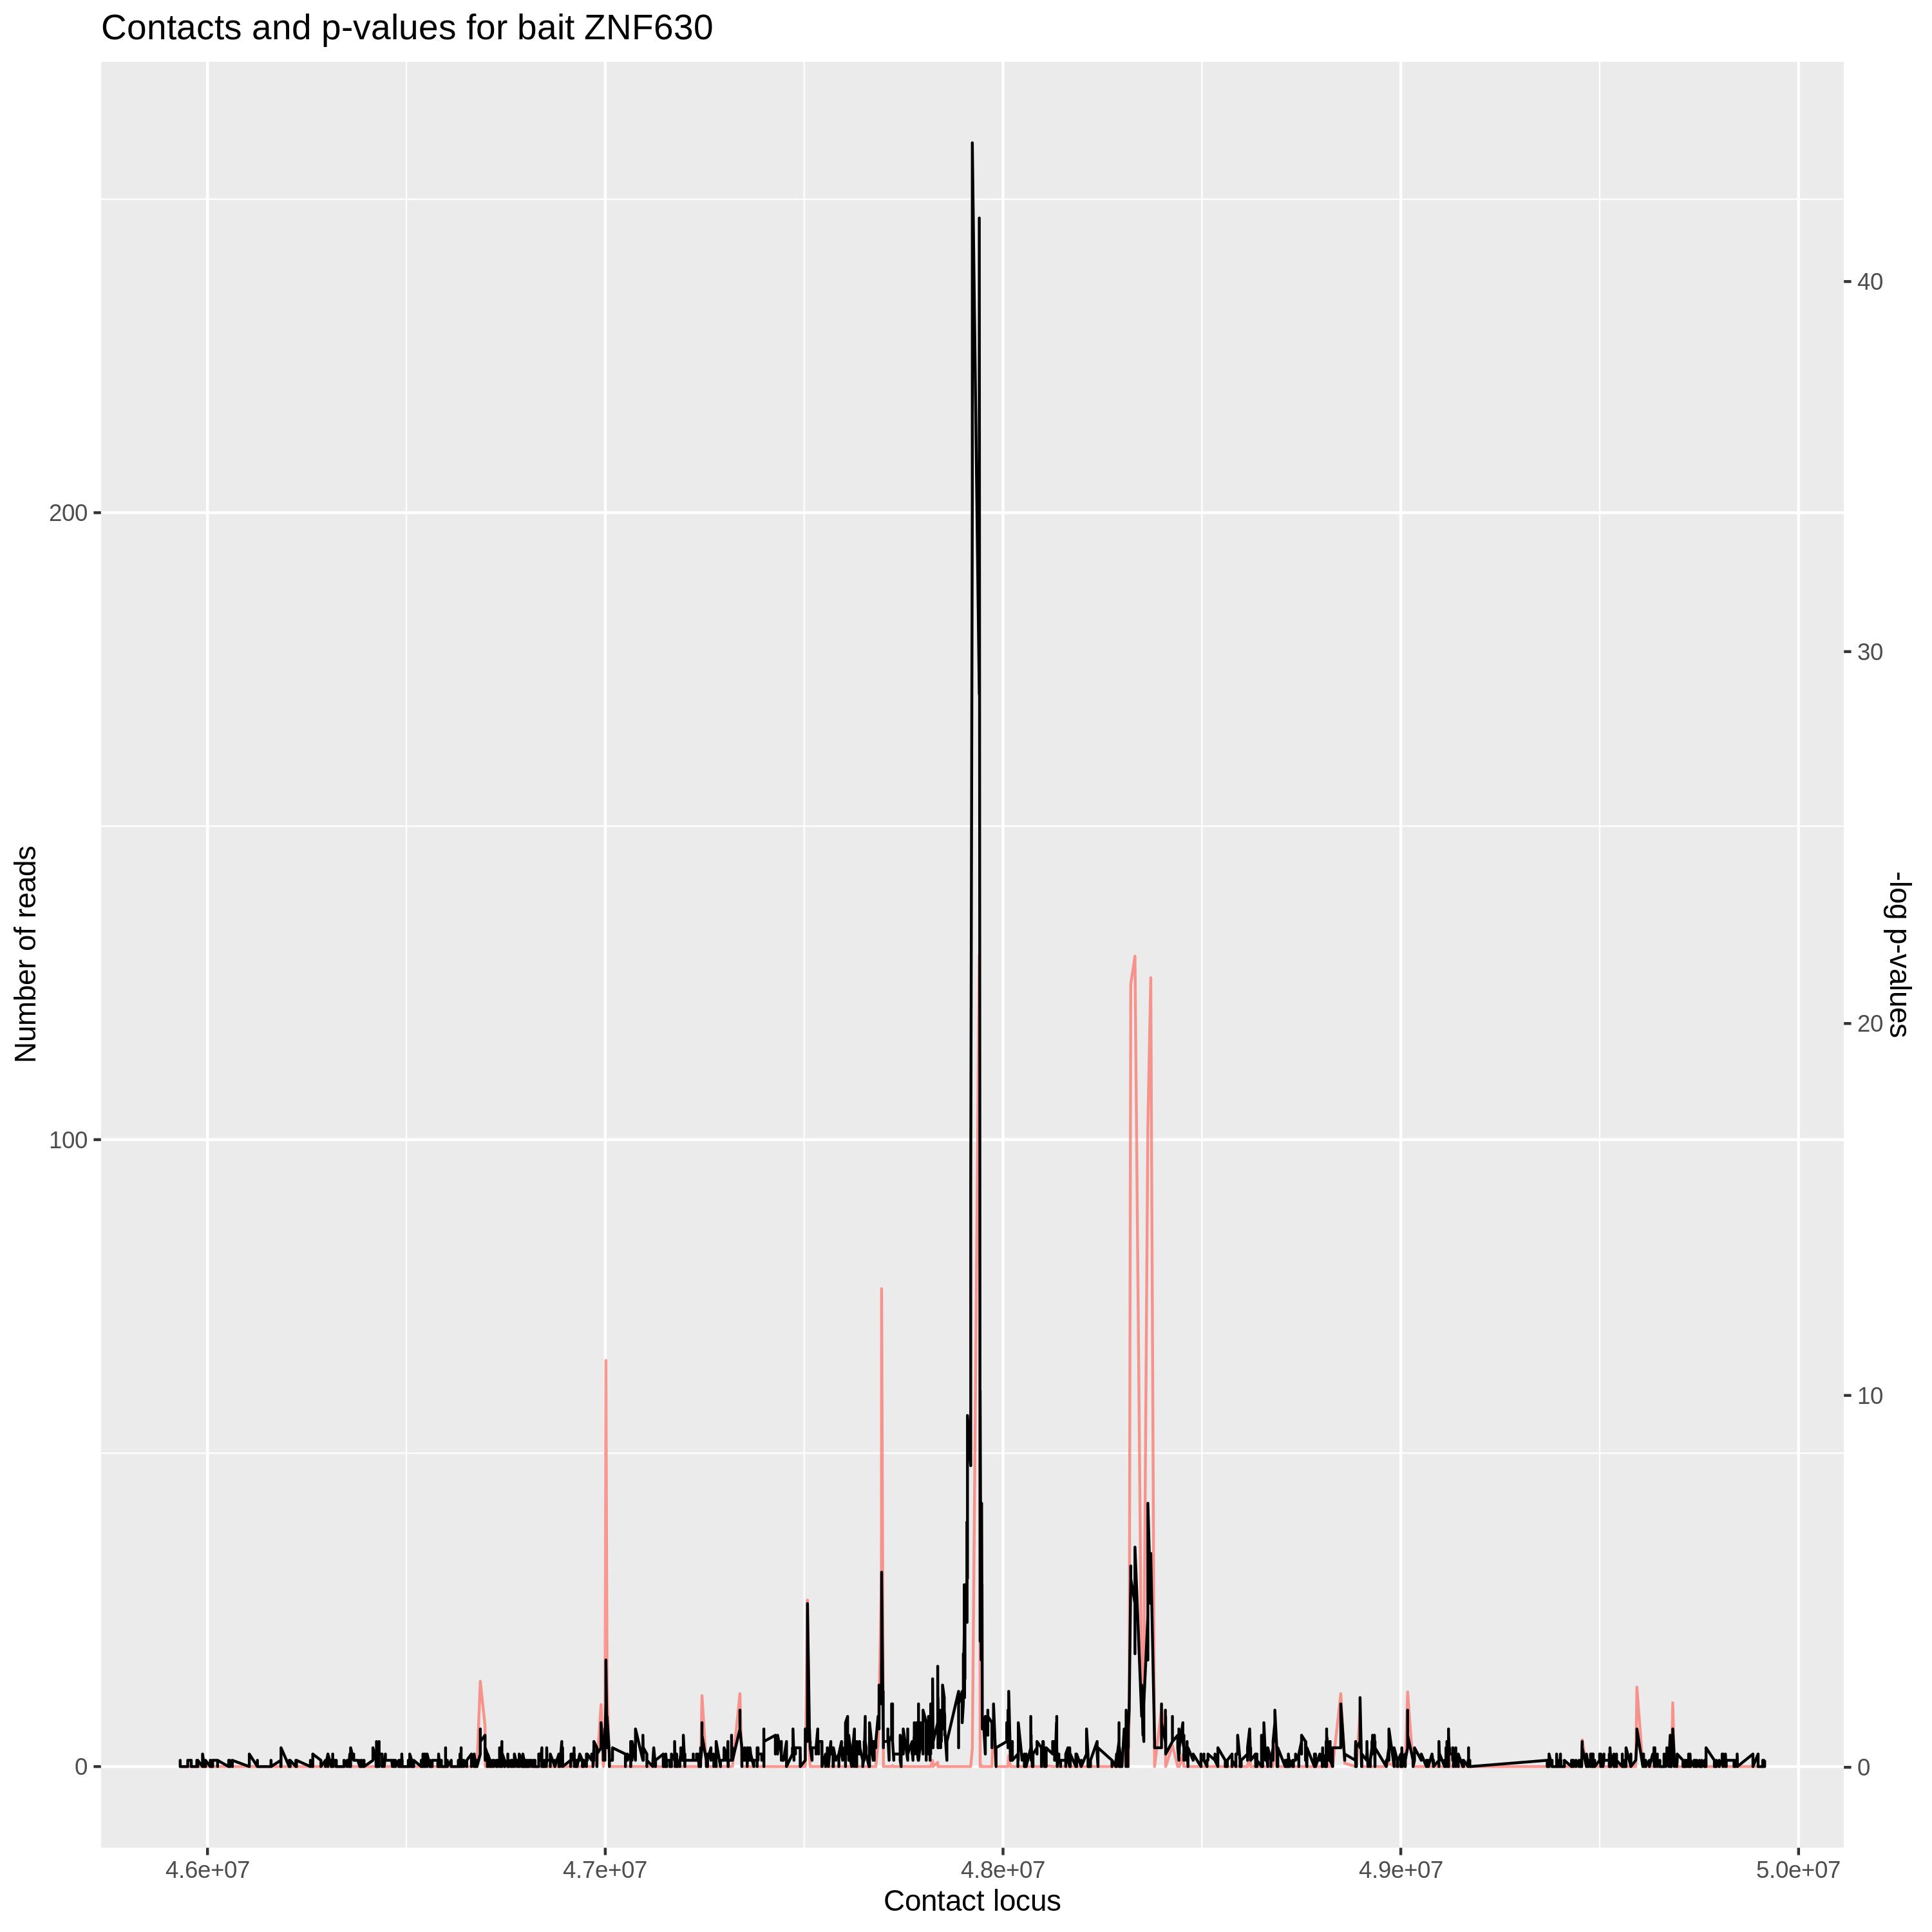 Contacts and p-values for bait ZNF630
200
100
0
Number of reads
40
30
20
10
0
-log p-values
4.6e+07
4.7e+07
4.8e+07
4.9e+07
5.0e+07
Contact locus